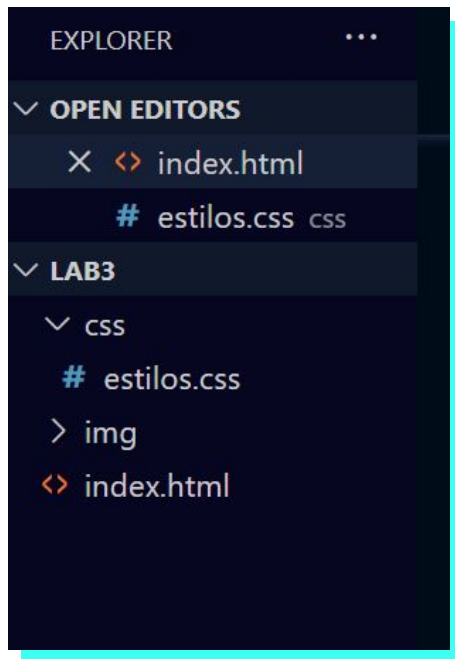 EXPLORER ...
OPEN EDITORS
index.html
# estilos.css css
LAB3
css
# estilos.css
img
<> index.html